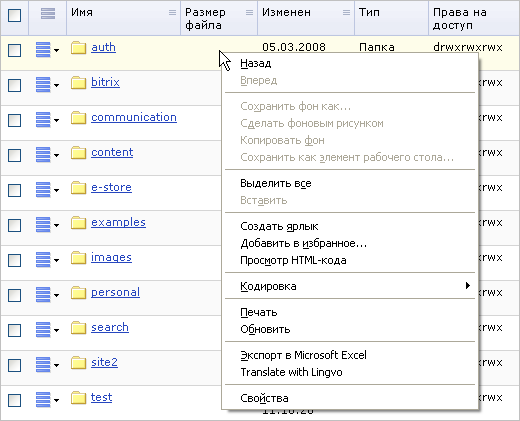 Имя Размер файла Изменен Тип Права на доступ
auth 05.03.2008 Папка drwxrwxrwx
bitrix rwx
communication rwx
content rwx
e-store rwx
examples rwx
images rwx
personal rwx
search rwx
site2 rwx
test rwx
Назад
Вперед
Сохранить фон как...
Сделать фоновым рисунком
Копировать фон
Сохранить как элемент рабочего стола...
Выделить все
Вставить
Создать ярлык
Добавить в избранное...
Просмотр HTML-кода
Кодировка
Печать
Обновить
Экспорт в Microsoft Excel
Translate with Lingvo
Свойства